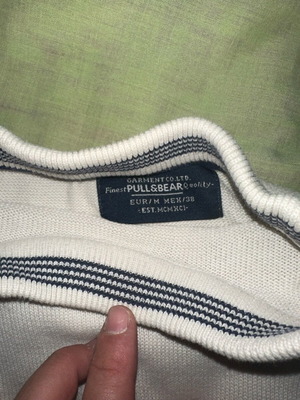 GARMENT CO.LTD.
Finest PULL&BEAR Quality-
EUR/M MEX/38
-EST.MCMXCI-